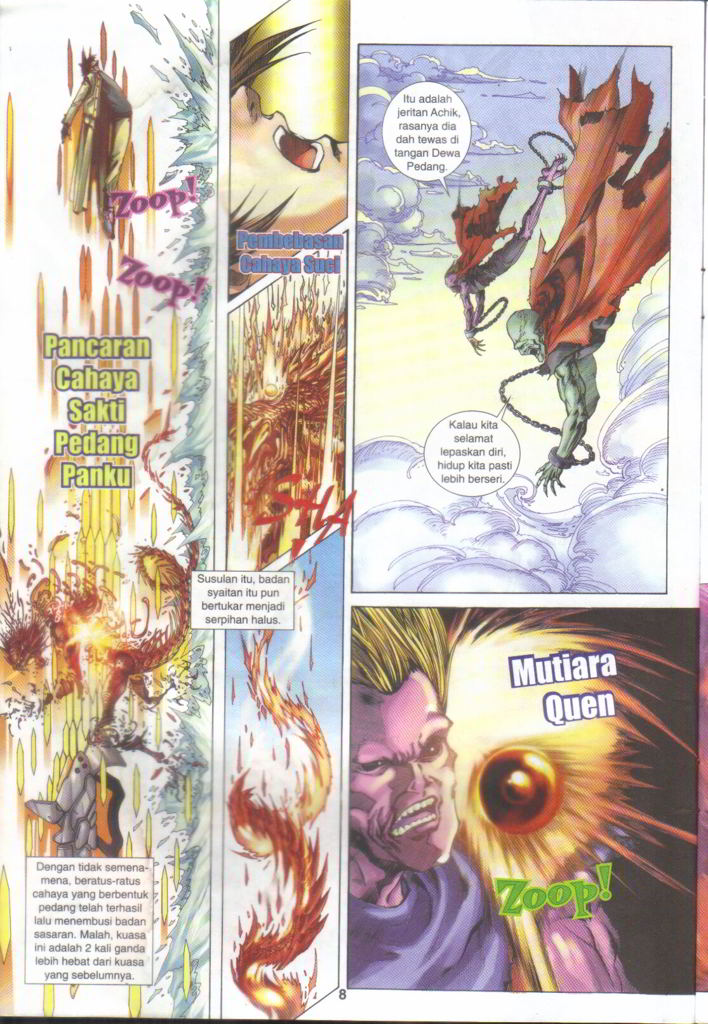 Zoop!
Zoop!
Pancaran
Cahaya
Sakti
Pedang
Panku
Dengan tidak semena-
mena, beratus-ratus
cahaya yang berbentuk
pedang telah terhasil
lalu menembusi badan
sasaran. Malah, kuasa
ini adalah 2 kali ganda
lebih hebat dari kuasa
yang sebelumnya.
Pembebasan
Cahaya Suci
SHA
Susulan itu, badan
syaitan itu pun
bertukar menjadi
serpihan halus.
Itu adalah
jeritan Achik,
rasanya dia
dah tewas di
tangan Dewa
Pedang.
Kalau kita
selamat
lepaskan diri,
hidup kita pasti
lebih berseri.
Mutiara
Quen
Zoop!
8